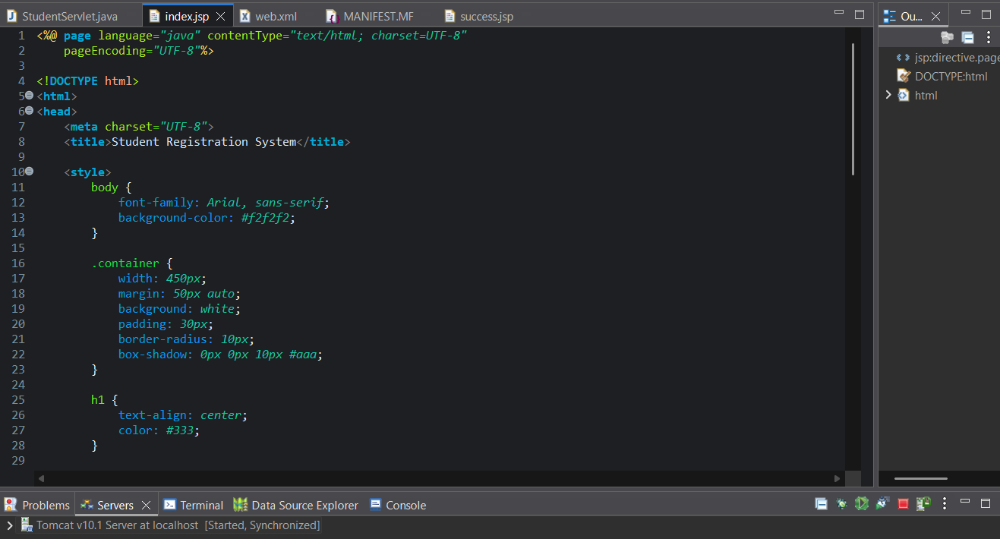 StudentServlet.java index.jsp web.xml MANIFEST.MF success.jsp Ou...
1 <%@ page language="java" contentType="text/html; charset=UTF-8"
2     pageEncoding="UTF-8"%>
3
4 <!DOCTYPE html>
5 <html>
6 <head>
7     <meta charset="UTF-8">
8     <title>Student Registration System</title>
9
10     <style>
11         body {
12             font-family: Arial, sans-serif;
13             background-color: #f2f2f2;
14         }
15
16         .container {
17             width: 450px;
18             margin: 50px auto;
19             background: white;
20             padding: 30px;
21             border-radius: 10px;
22             box-shadow: 0px 0px 10px #aaa;
23         }
24
25         h1 {
26             text-align: center;
27             color: #333;
28         }
29
jsp:directive.page
DOCTYPE:html
html
Problems Servers Terminal Data Source Explorer Console
Tomcat v10.1 Server at localhost [Started, Synchronized]